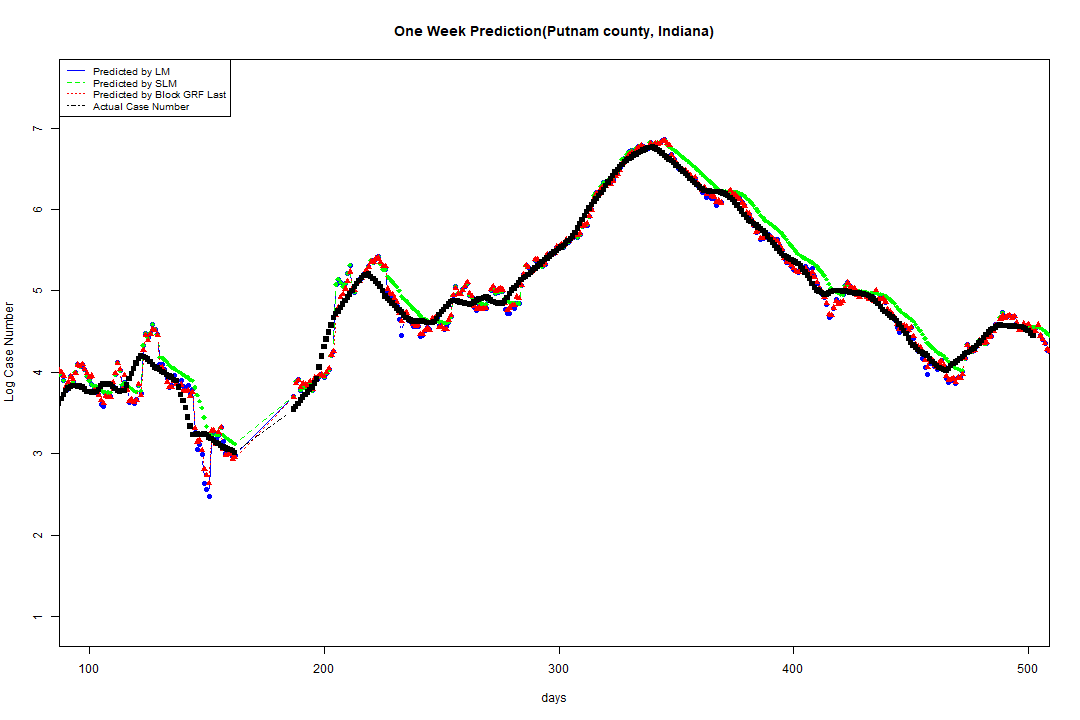 One Week Prediction(Putnam county, Indiana)
Predicted by LM
Predicted by SLM
Predicted by Block GRF Last
Actual Case Number
Log Case Number
7
6
5
4
3
2
1
100 200 300 400 500
days